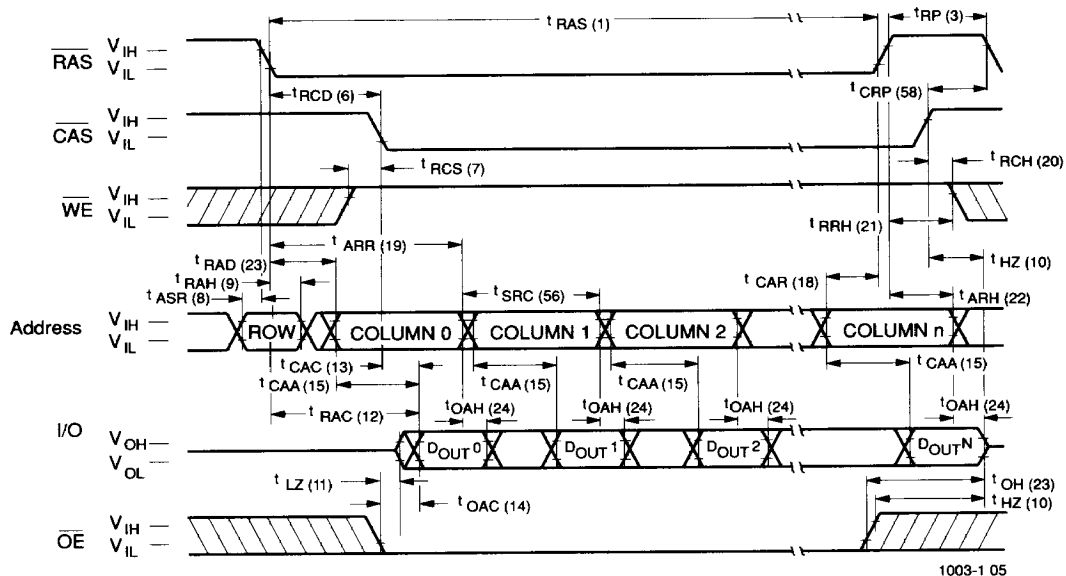 t RAS (1)
t RP (3)
RAS
V IH
V IL
t RCD (6)
t CRP (58)
CAS
V IH
V IL
t RCS (7)
t RCH (20)
WE
V IH
V IL
t RRH (21)
t ARR (19)
t RAD (23)
t HZ (10)
t RAH (9)
t CAR (18)
t ASR (8)
t SRC (56)
t ARH (22)
Address
V IH
V IL
ROW
COLUMN 0
COLUMN 1
COLUMN 2
COLUMN n
t CAC (13)
t CAA (15)
t CAA (15)
t CAA (15)
t CAA (15)
t RAC (12)
t OAH (24)
t OAH (24)
t OAH (24)
t OAH (24)
I/O
V OH
V OL
D OUT 0
D OUT 1
D OUT 2
D OUT N
t LZ (11)
t OAC (14)
t OH (23)
t HZ (10)
OE
V IH
V IL
1003-1 05